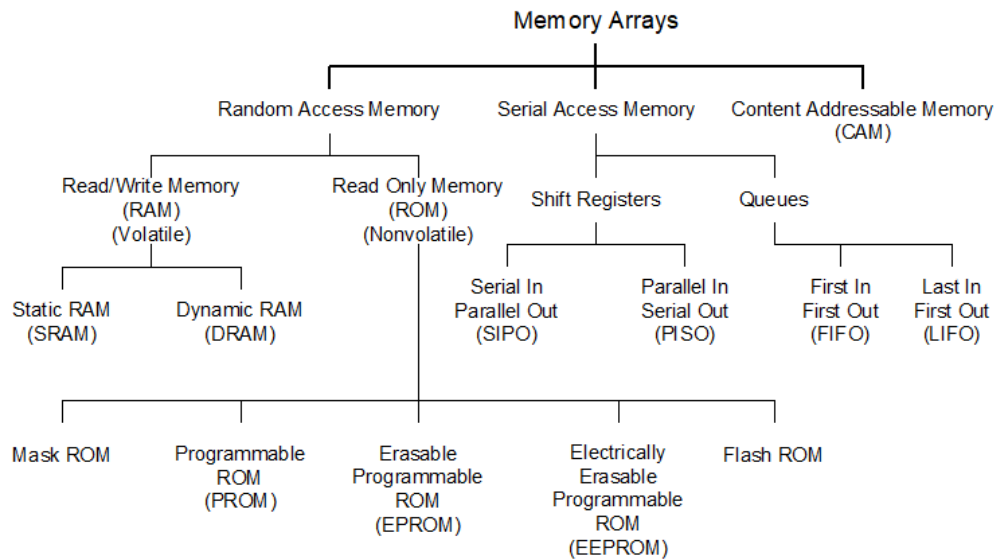 Memory Arrays
Random Access Memory
Serial Access Memory
Content Addressable Memory
(CAM)
Read/Write Memory
(RAM)
(Volatile)
Read Only Memory
(ROM)
(Nonvolatile)
Shift Registers
Queues
Static RAM
(SRAM)
Dynamic RAM
(DRAM)
Serial In
Parallel Out
(SIPO)
Parallel In
Serial Out
(PISO)
First In
First Out
(FIFO)
Last In
First Out
(LIFO)
Mask ROM
Programmable
ROM
(PROM)
Erasable
Programmable
ROM
(EPROM)
Electrically
Erasable
Programmable
ROM
(EEPROM)
Flash ROM